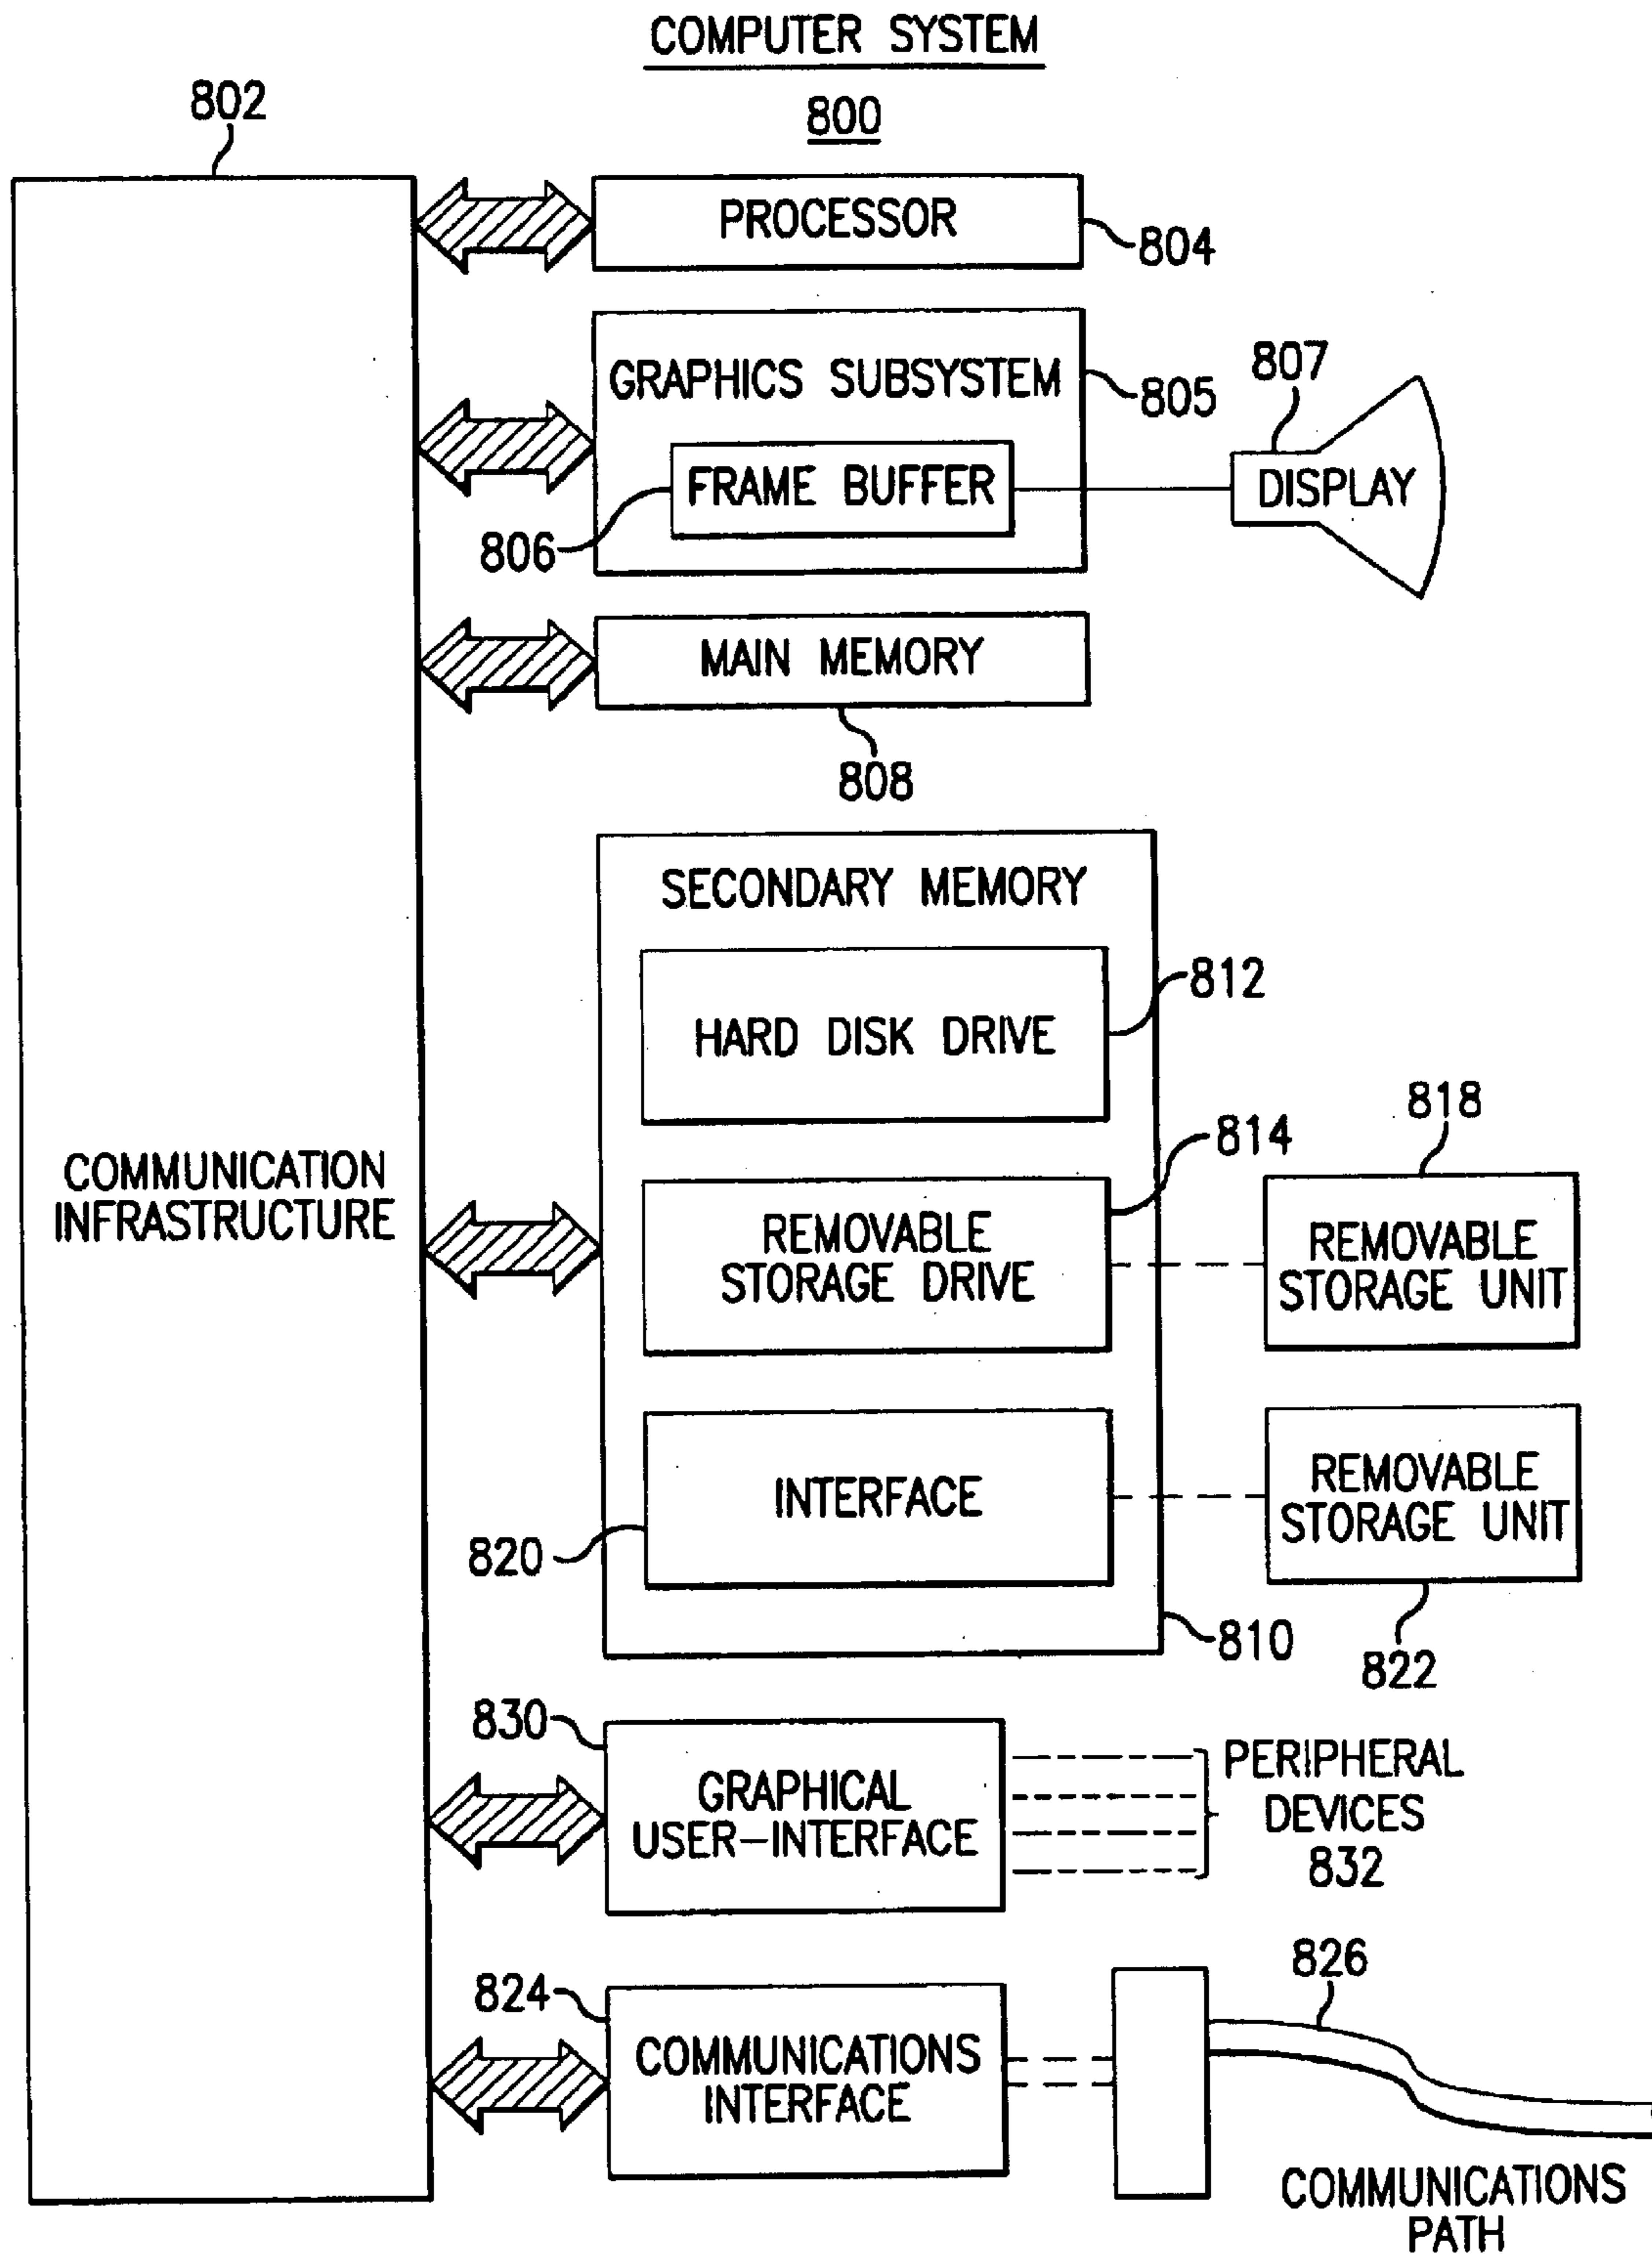 COMPUTER SYSTEM
800
802
PROCESSOR
804
GRAPHICS SUBSYSTEM
805
807
FRAME BUFFER
DISPLAY
806
MAIN MEMORY
808
SECONDARY MEMORY
812
HARD DISK DRIVE
818
814
COMMUNICATION
INFRASTRUCTURE
REMOVABLE
STORAGE DRIVE
REMOVABLE
STORAGE UNIT
INTERFACE
REMOVABLE
STORAGE UNIT
820
810
822
830
GRAPHICAL
USER-INTERFACE
PERIPHERAL
DEVICES
832
826
824
COMMUNICATIONS
INTERFACE
COMMUNICATIONS
PATH